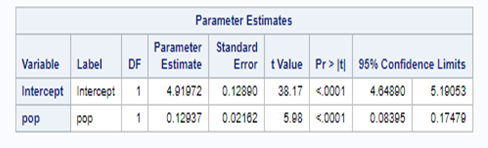 Parameter Estimates
Variable Label DF Parameter Estimate Standard Error t Value Pr > |t| 95% Confidence Limits
Intercept Intercept 1 4.91972 0.12890 38.17 <.0001 4.64890 5.19053
pop pop 1 0.12937 0.02162 5.98 <.0001 0.08395 0.17479